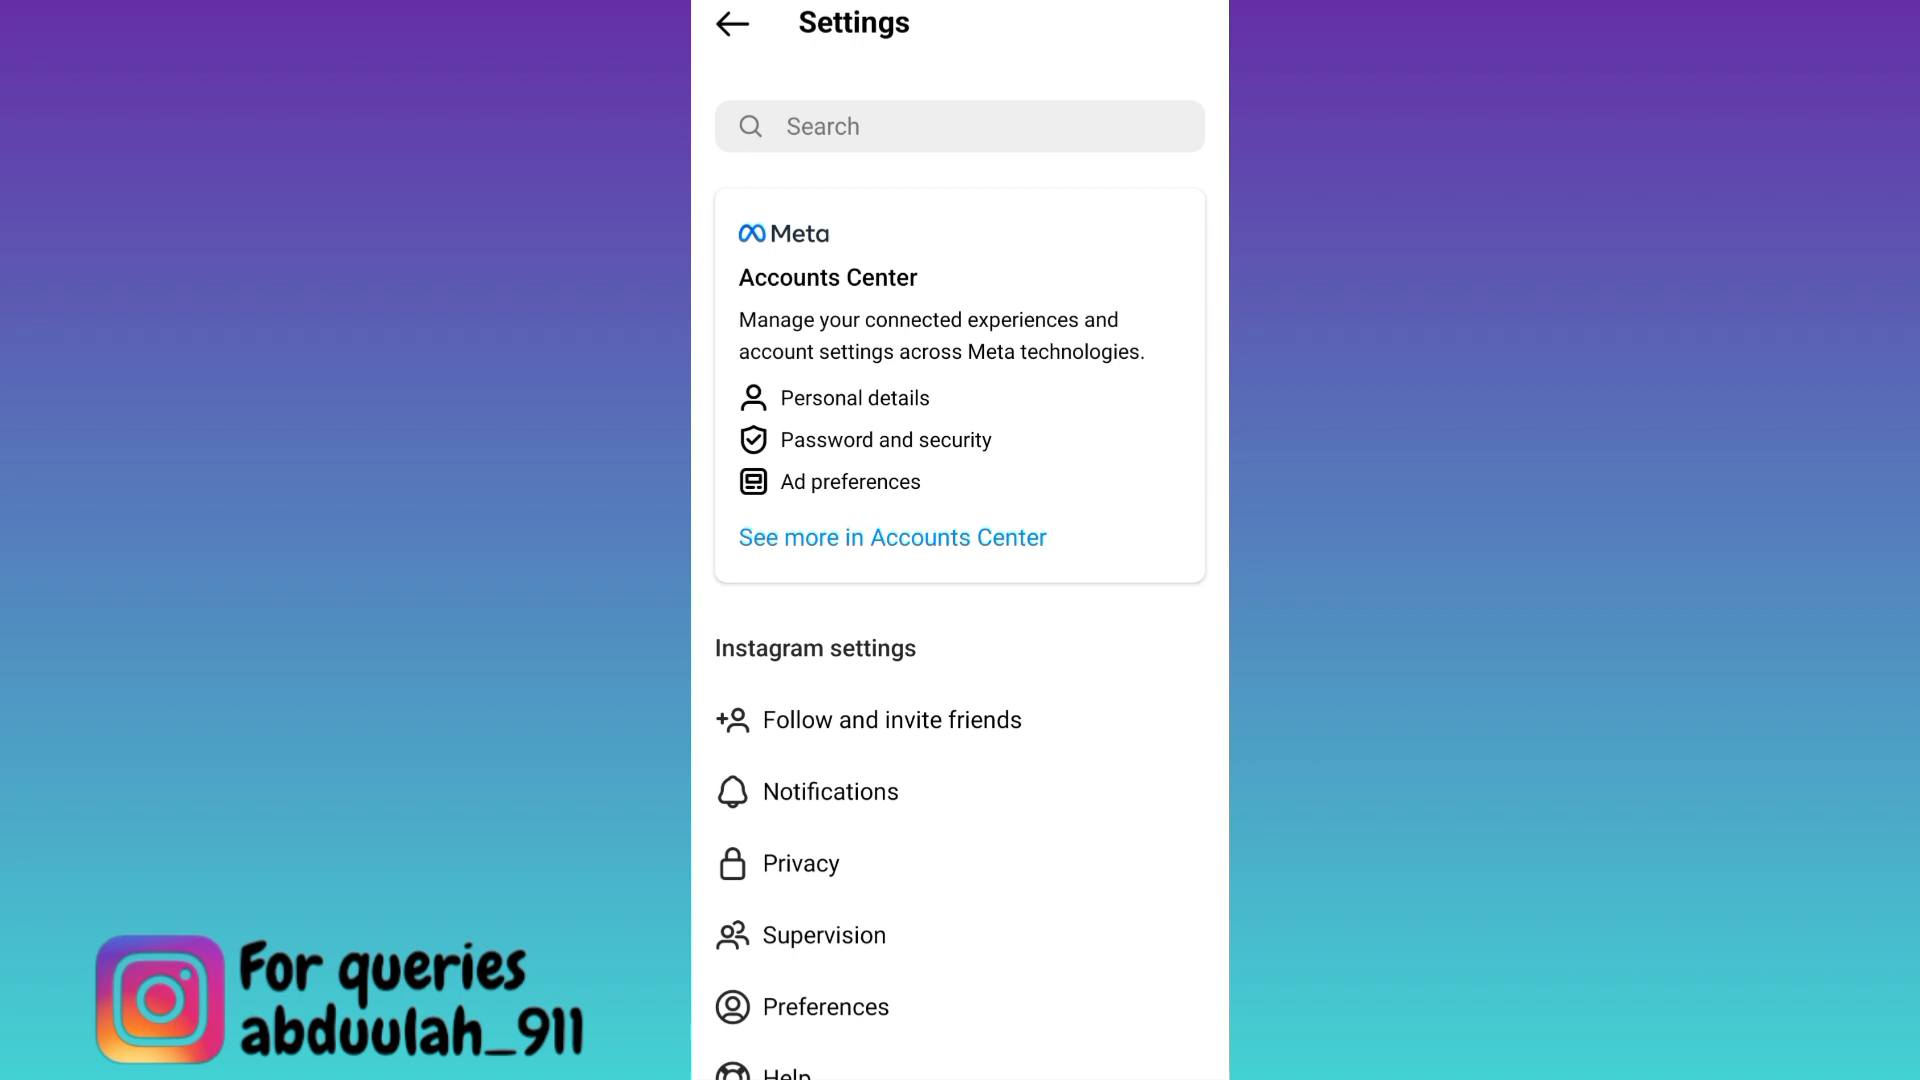 Settings
Search
Meta
Accounts Center
Manage your connected experiences and
account settings across Meta technologies.
Personal details
Password and security
Ad preferences
See more in Accounts Center
Instagram settings
Follow and invite friends
Notifications
Privacy
Supervision
Preferences
Help
For queries
abduulah_911